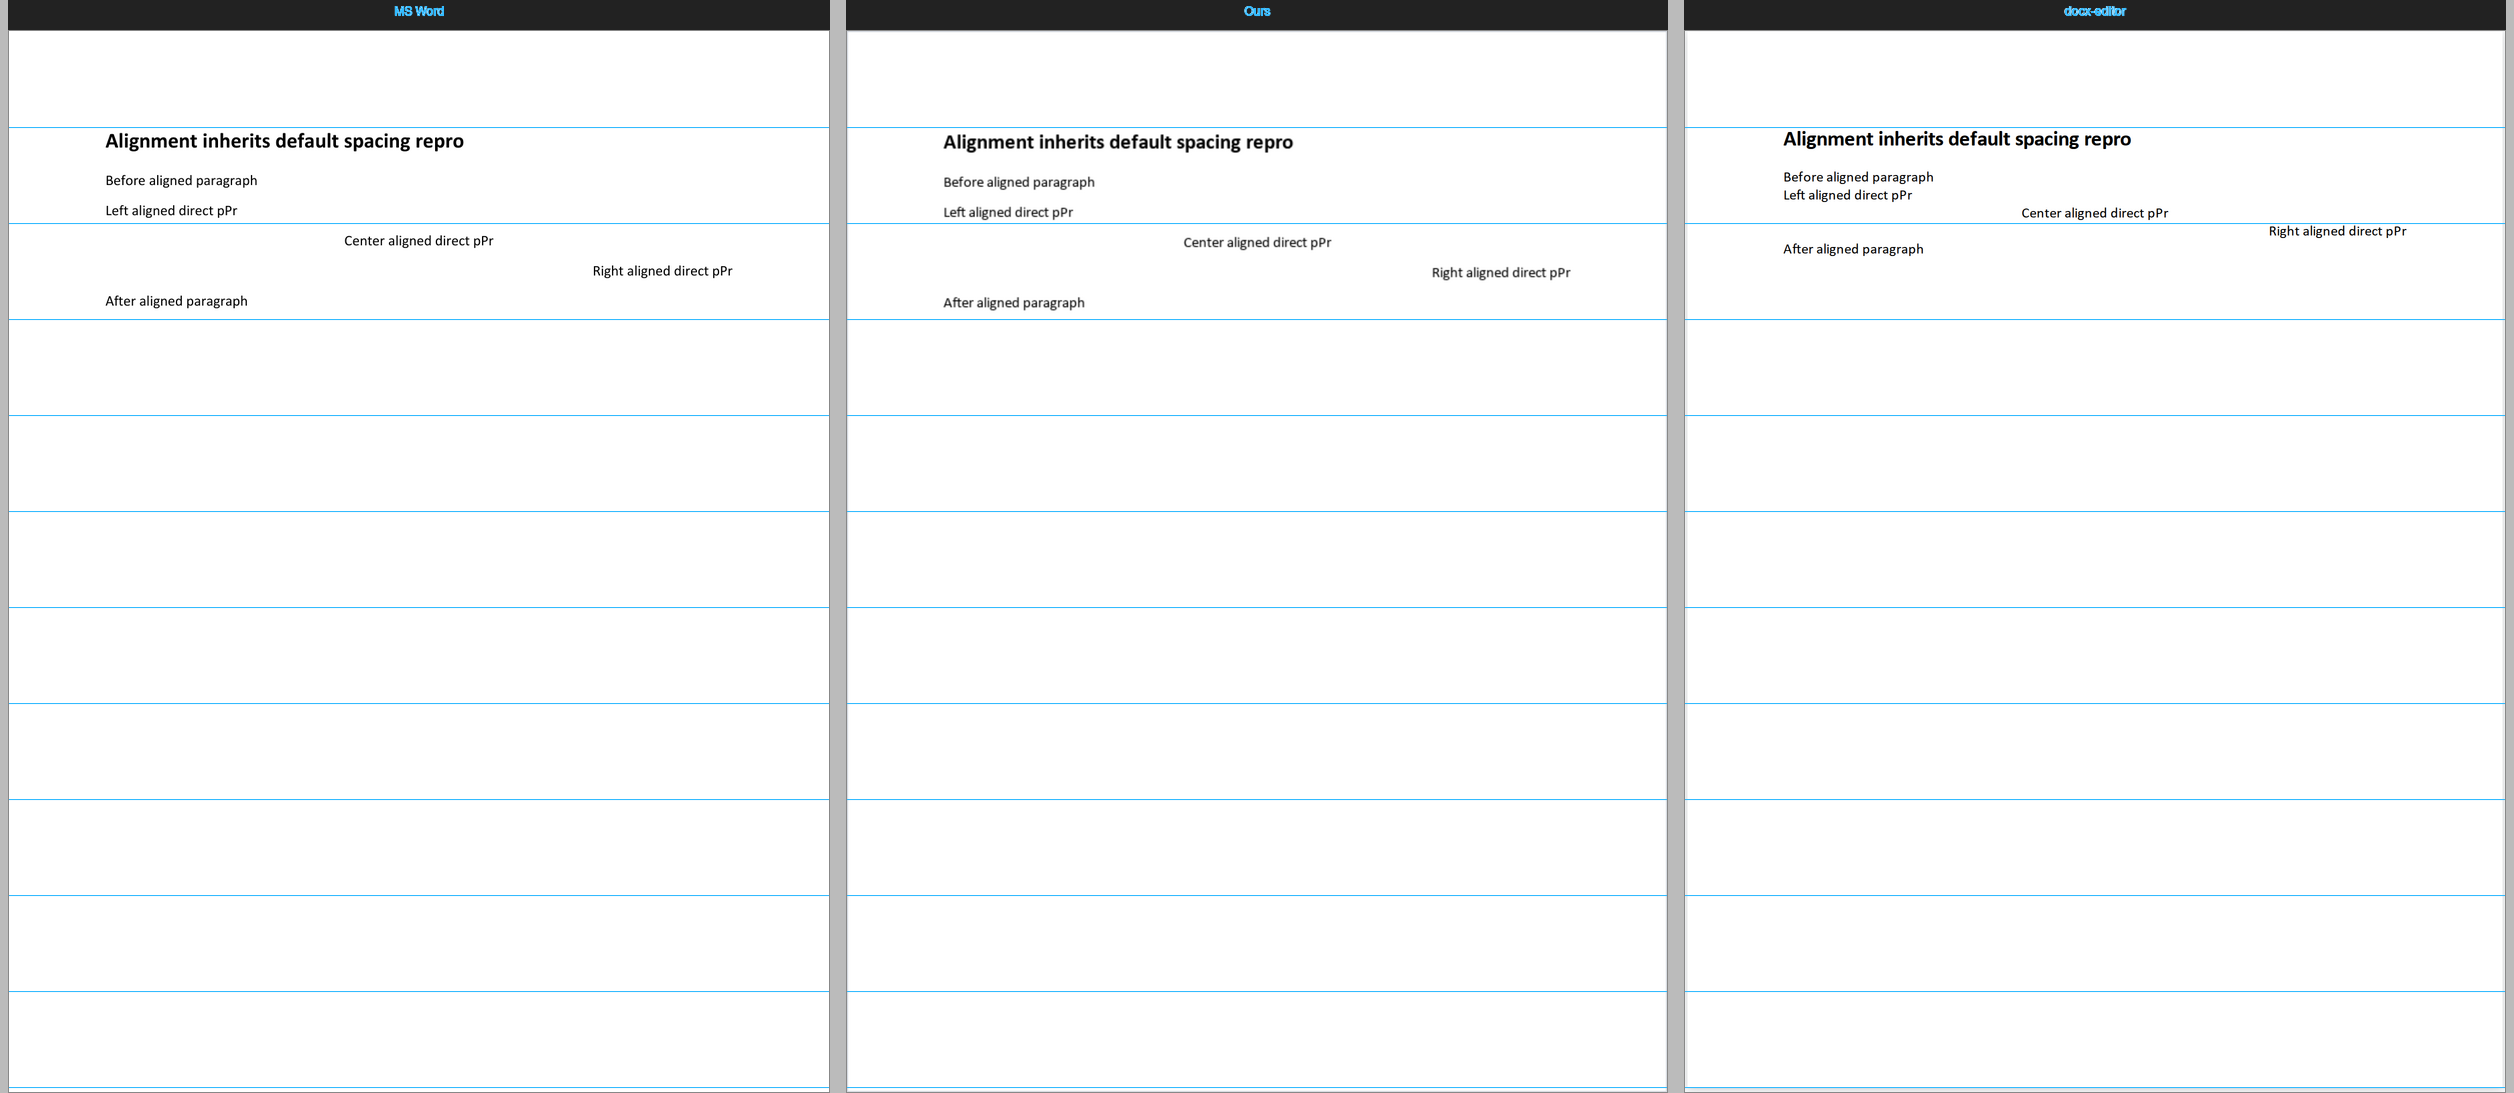 MS Word
Alignment inherits default spacing repro
Before aligned paragraph
Left aligned direct pPr
Center aligned direct pPr
Right aligned direct pPr
After aligned paragraph
Ours
Alignment inherits default spacing repro
Before aligned paragraph
Left aligned direct pPr
Center aligned direct pPr
Right aligned direct pPr
After aligned paragraph
docx-editor
Alignment inherits default spacing repro
Before aligned paragraph
Left aligned direct pPr
Center aligned direct pPr
Right aligned direct pPr
After aligned paragraph